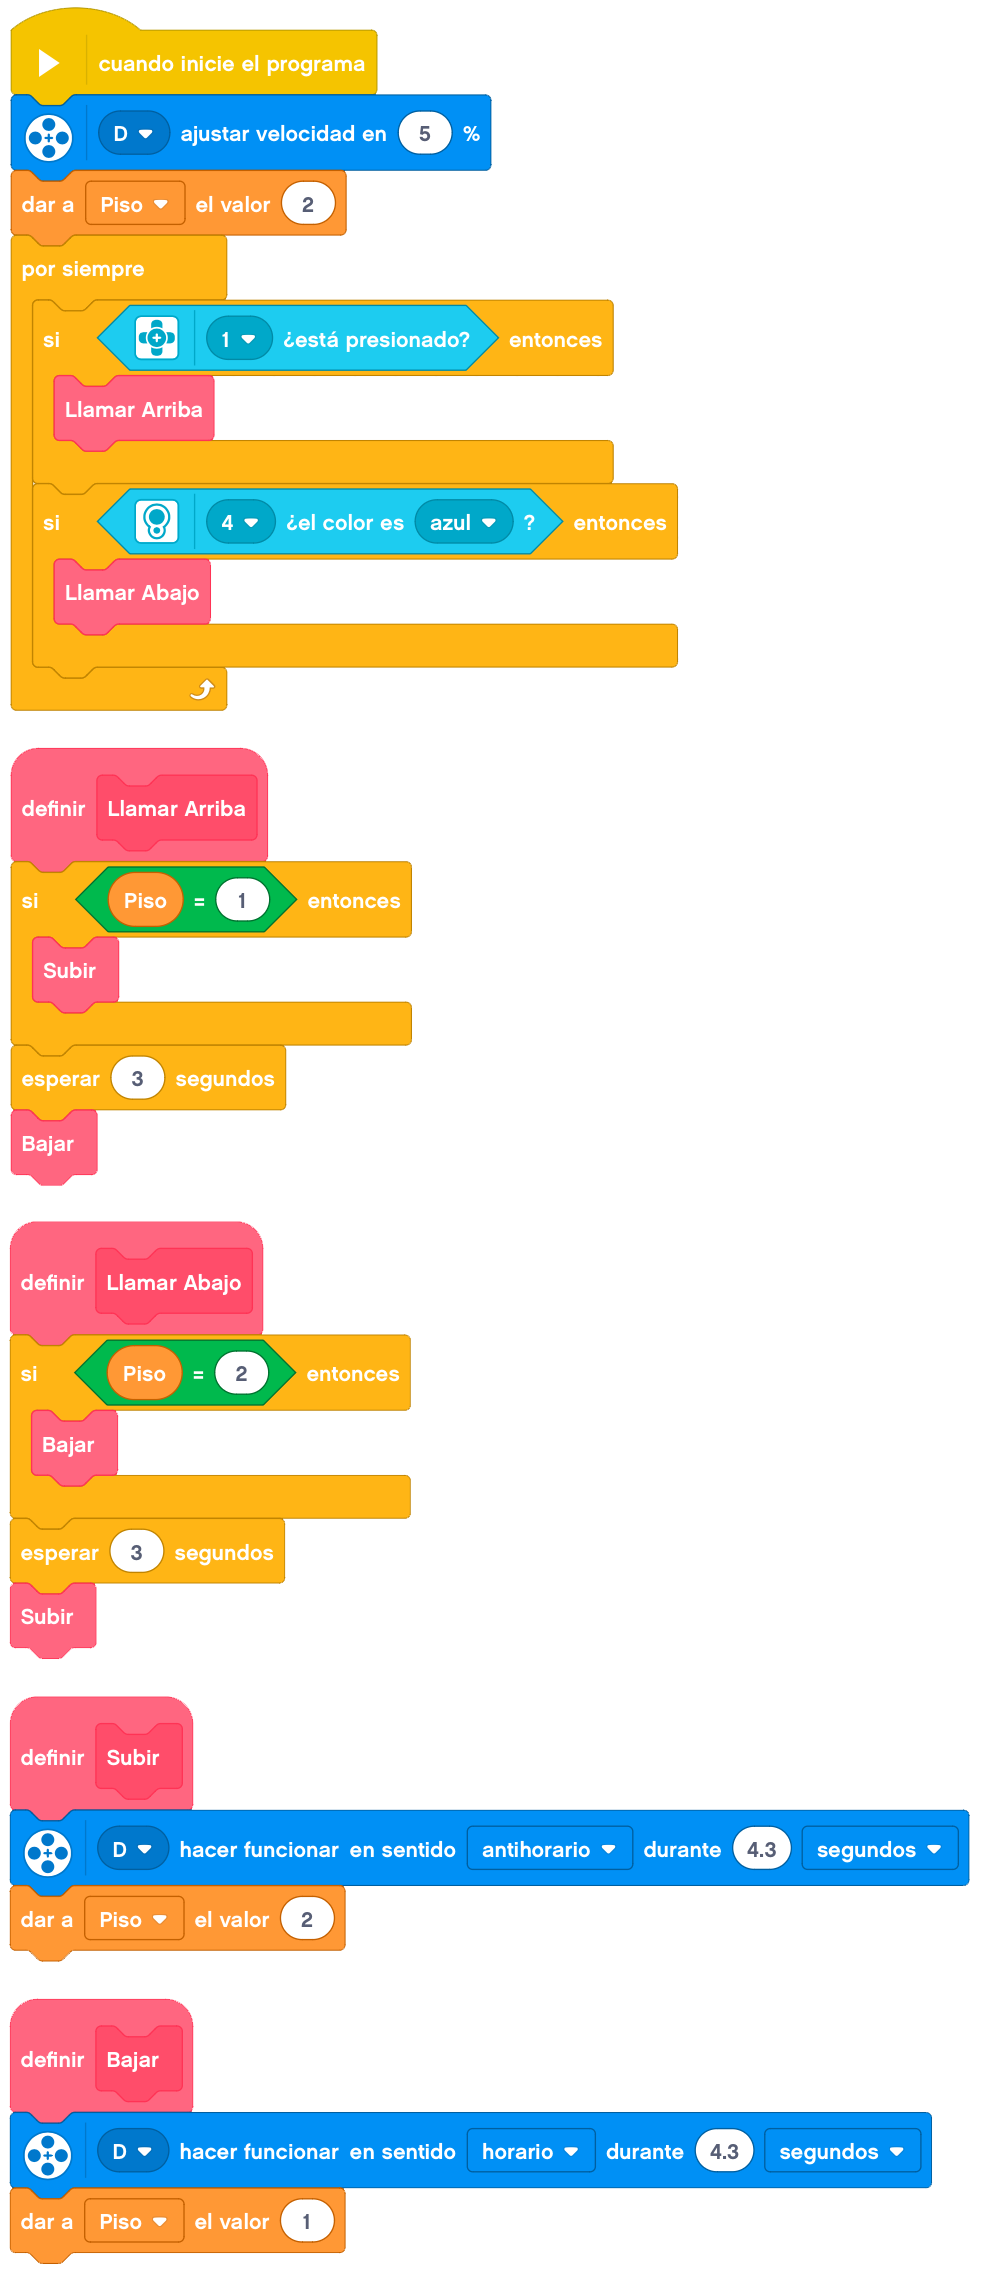 cuando inicie el programa
D ajustar velocidad en 5 %
dar a Piso el valor 2
por siempre
si 1 ¿está presionado? entonces
Llamar Arriba
si 4 ¿el color es azul ? entonces
Llamar Abajo
definir Llamar Arriba
si Piso = 1 entonces
Subir
esperar 3 segundos
Bajar
definir Llamar Abajo
si Piso = 2 entonces
Bajar
esperar 3 segundos
Subir
definir Subir
D hacer funcionar en sentido antihorario durante 4.3 segundos
dar a Piso el valor 2
definir Bajar
D hacer funcionar en sentido horario durante 4.3 segundos
dar a Piso el valor 1